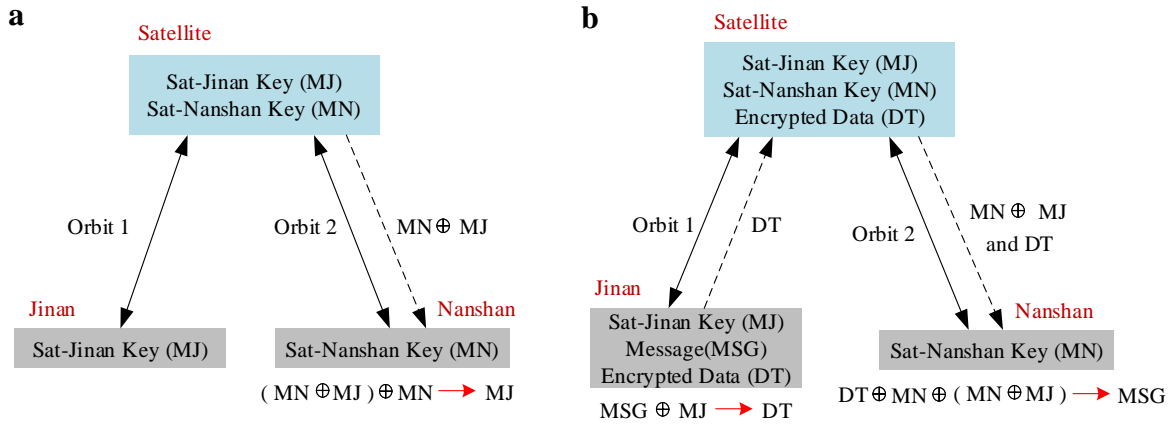 a
Satellite
Sat-Jinan Key (MJ)
Sat-Nanshan Key (MN)
Orbit 1
Orbit 2
MN ⊕ MJ
Jinan
Nanshan
Sat-Jinan Key (MJ)
Sat-Nanshan Key (MN)
( MN ⊕ MJ ) ⊕ MN → MJ
b
Satellite
Sat-Jinan Key (MJ)
Sat-Nanshan Key (MN)
Encrypted Data (DT)
Orbit 1
DT
Orbit 2
MN ⊕ MJ
and DT
Jinan
Nanshan
Sat-Jinan Key (MJ)
Message(MSG)
Encrypted Data (DT)
Sat-Nanshan Key (MN)
MSG ⊕ MJ → DT
DT ⊕ MN ⊕ ( MN ⊕ MJ ) → MSG